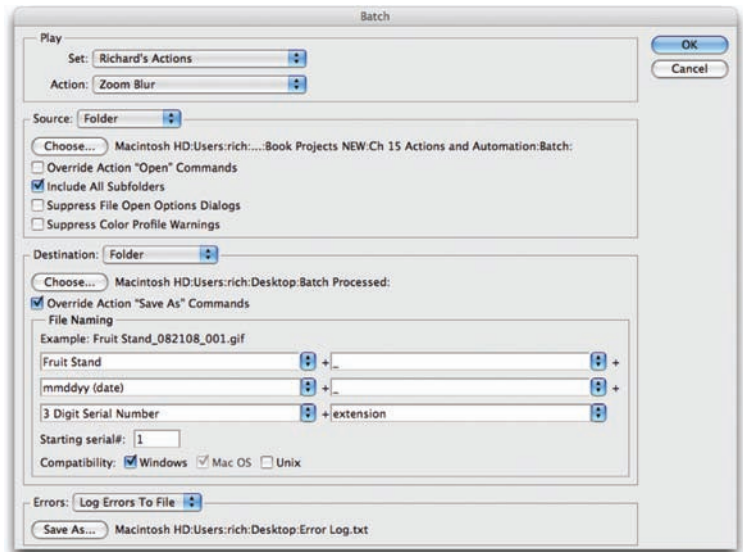 Batch
Play
Set: Richard's Actions
OK
Action: Zoom Blur
Cancel
Source: Folder
Choose... Macintosh HD:Users:rich:...:Book Projects NEW:Ch 15 Actions and Automation:Batch:
Override Action "Open" Commands
Include All Subfolders
Suppress File Open Options Dialogs
Suppress Color Profile Warnings
Destination: Folder
Choose... Macintosh HD:Users:rich:Desktop:Batch Processed:
Override Action "Save As" Commands
File Naming
Example: Fruit Stand_082108_001.gif
Fruit Stand + _ +
mmddyy (date) + _ +
3 Digit Serial Number + extension
Starting serial#: 1
Compatibility: Windows Mac OS Unix
Errors: Log Errors To File
Save As... Macintosh HD:Users:rich:Desktop:Error Log.txt